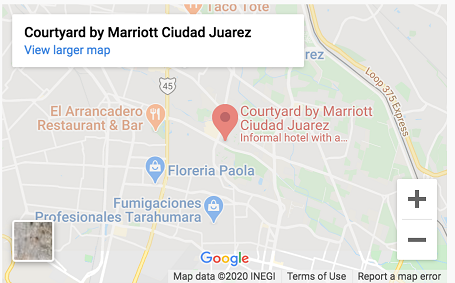 Taco Tote
Courtyard by Marriott Ciudad Juarez
View larger map
Loop 375 Express
45
El Arrancadero
Restaurant & Bar
Courtyard by Marriott
Ciudad Juarez
Informal hotel with a...
Floreria Paola
Fumigaciones
Profesionales Tarahumara
+
−
Google
Map data ©2020 INEGI Terms of Use Report a map error